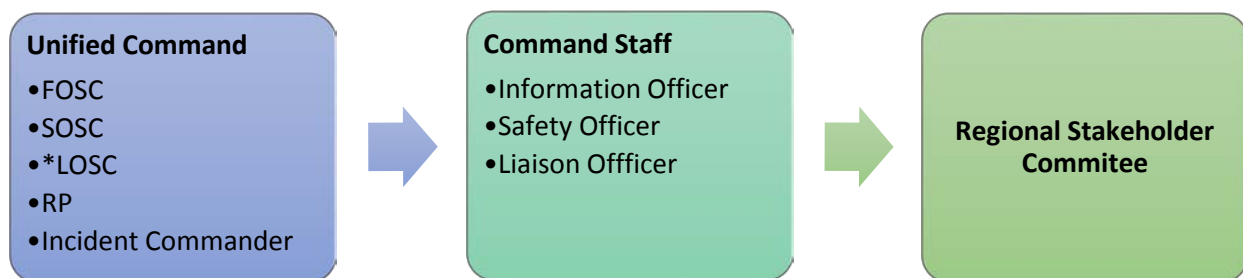 Unified Command
•FOSC
•SOSC
•*LOSC
•RP
•Incident Commander
Command Staff
•Information Officer
•Safety Officer
•Liaison Offficer
Regional Stakeholder
Commitee